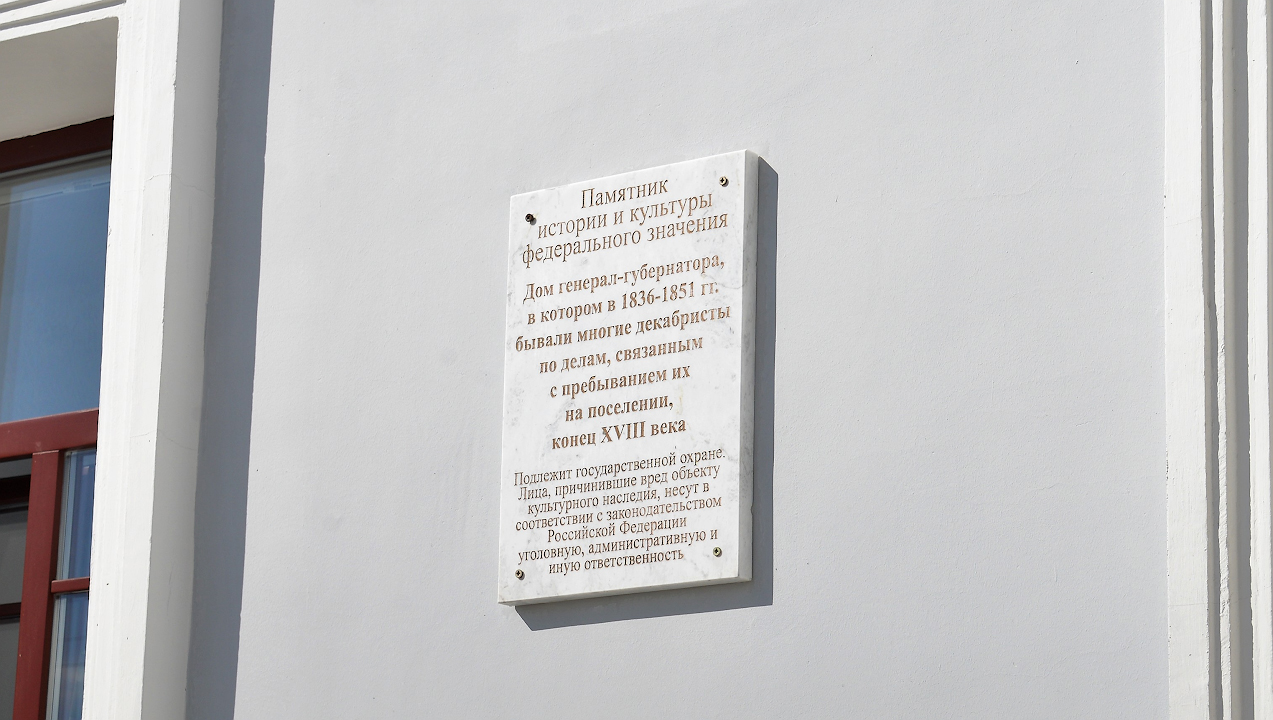 Памятник
истории и культуры
федерального значения
Дом генерал-губернатора,
в котором в 1836-1851 гг.
бывали многие декабристы
по делам, связанным
с пребыванием их
на поселении,
конец XVIII века
Подлежит государственной охране.
Лица, причинившие вред объекту
культурного наследия, несут в
соответствии с законодательством
Российской Федерации
уголовную, административную и
иную ответственность